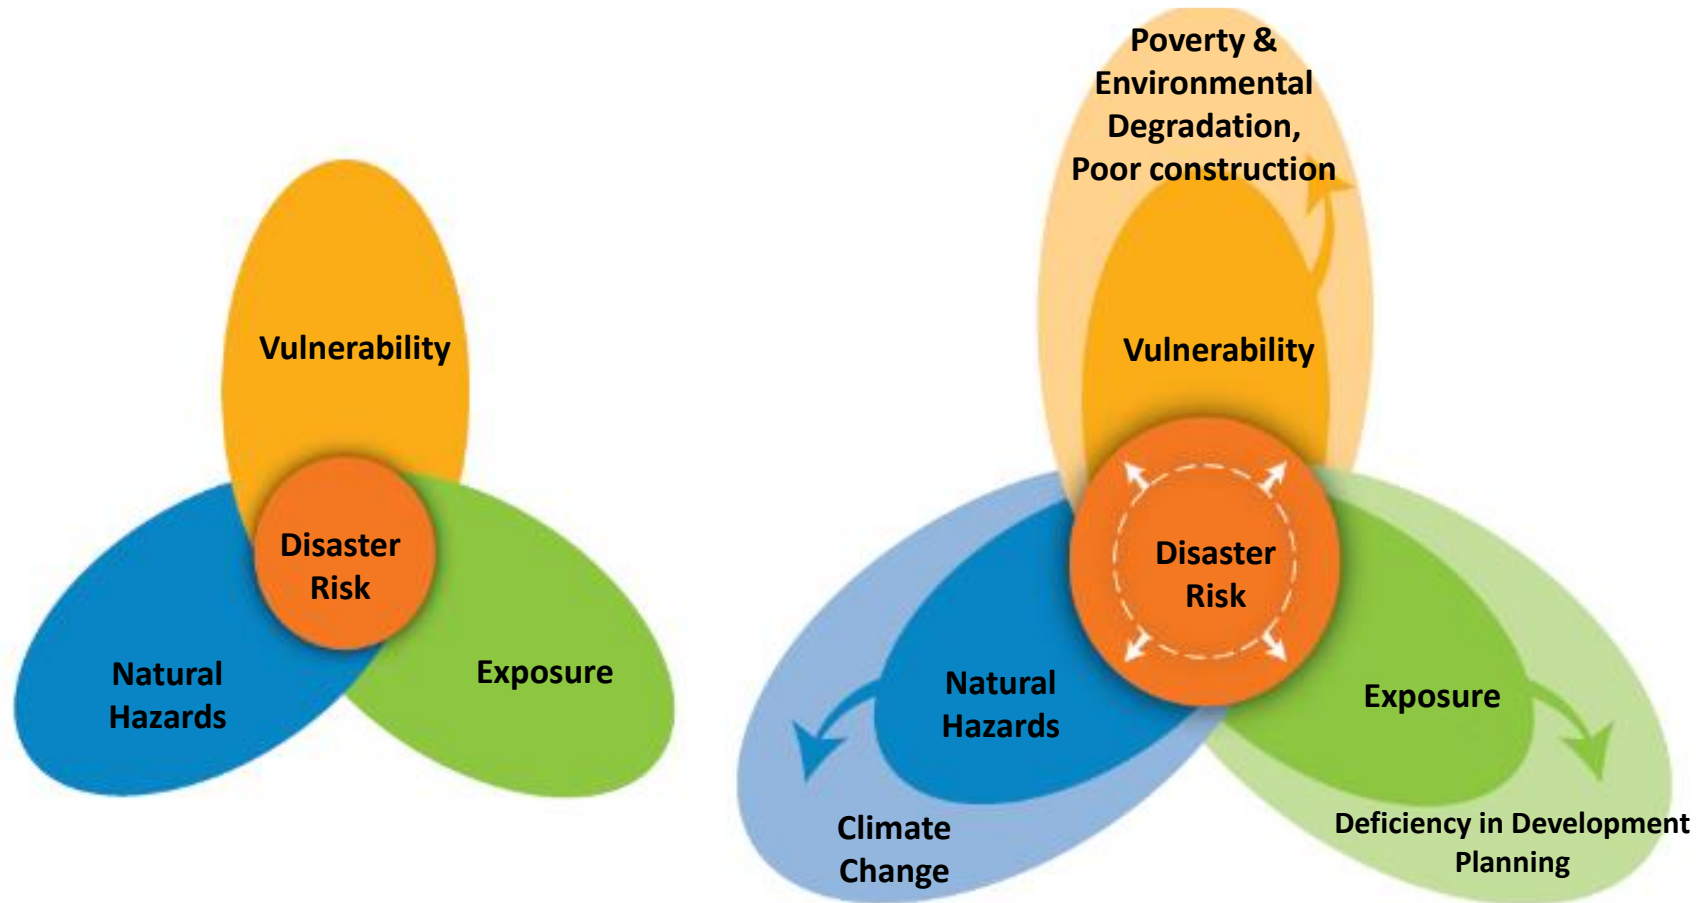 Vulnerability
Disaster
Risk
Natural
Hazards
Exposure
Poverty &
Environmental
Degradation,
Poor construction
Vulnerability
Disaster
Risk
Natural
Hazards
Exposure
Climate
Change
Deficiency in Development
Planning